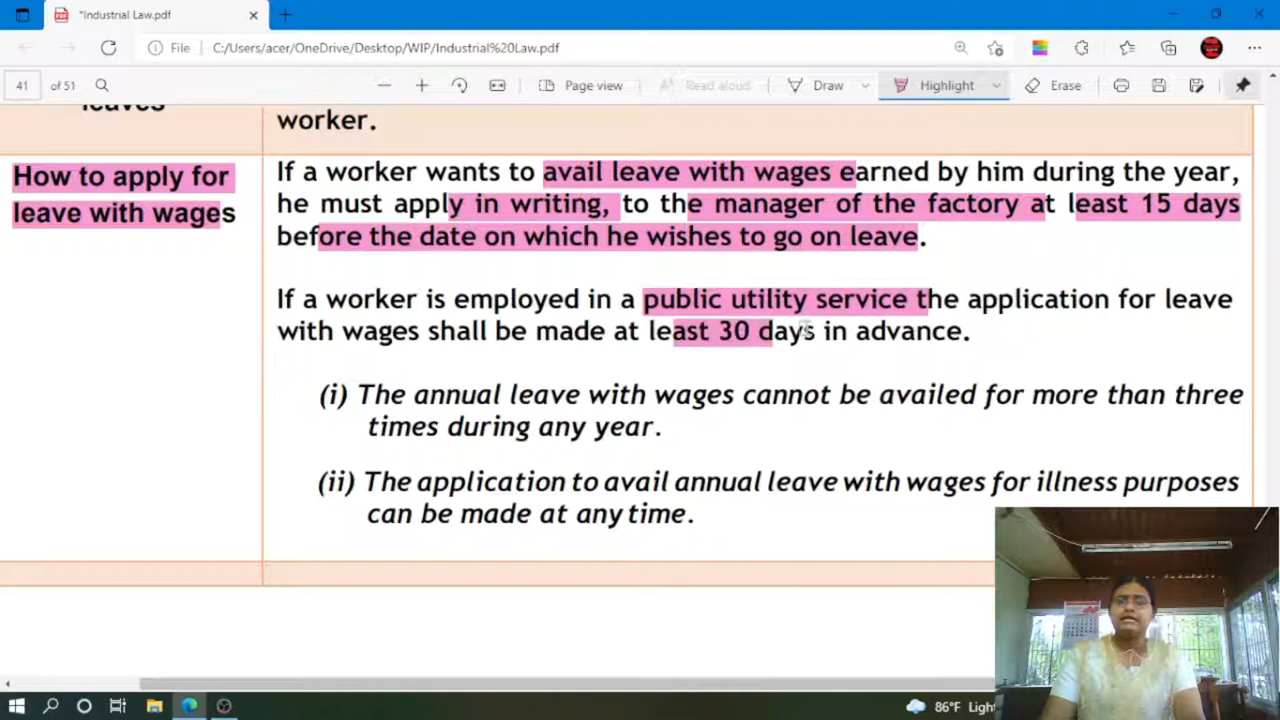 *Industrial Law.pdf
File C:/Users/acer/OneDrive/Desktop/WIP/Industrial%20Law.pdf
41 of 51 Page view Read aloud Draw Highlight Erase
leaves
worker.
How to apply for
leave with wages
If a worker wants to avail leave with wages earned by him during the year,
he must apply in writing, to the manager of the factory at least 15 days
before the date on which he wishes to go on leave.
If a worker is employed in a public utility service the application for leave
with wages shall be made at least 30 days in advance.
(i) The annual leave with wages cannot be availed for more than three
times during any year.
(ii) The application to avail annual leave with wages for illness purposes
can be made at any time.
86°F Ligh